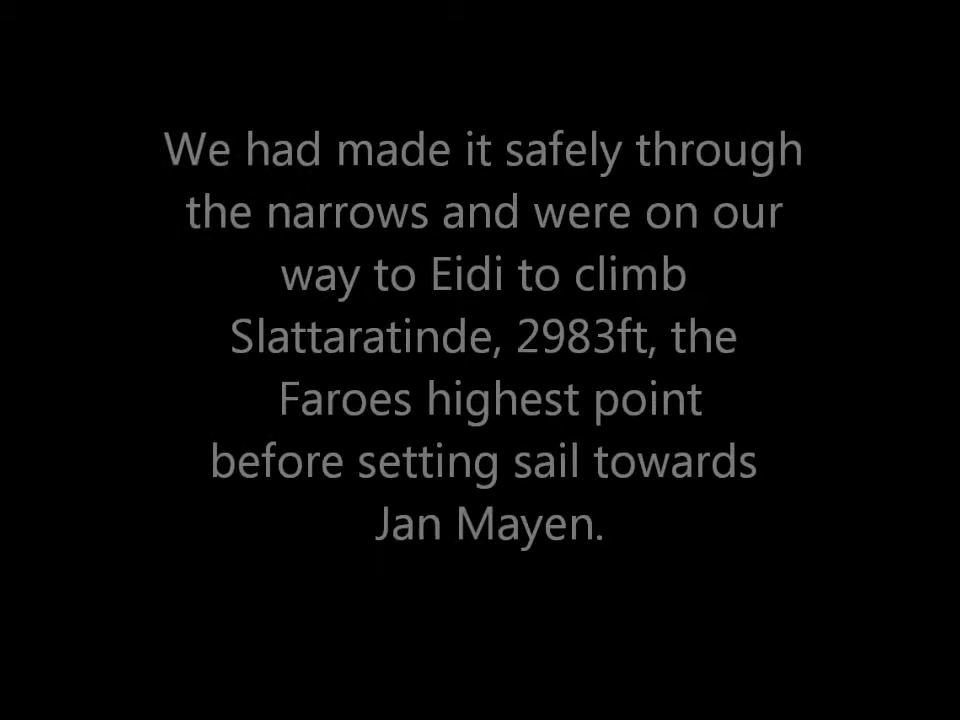 We had made it safely through
the narrows and were on our
way to Eidi to climb
Slattaratinde, 2983ft, the
Faroes highest point
before setting sail towards
Jan Mayen.